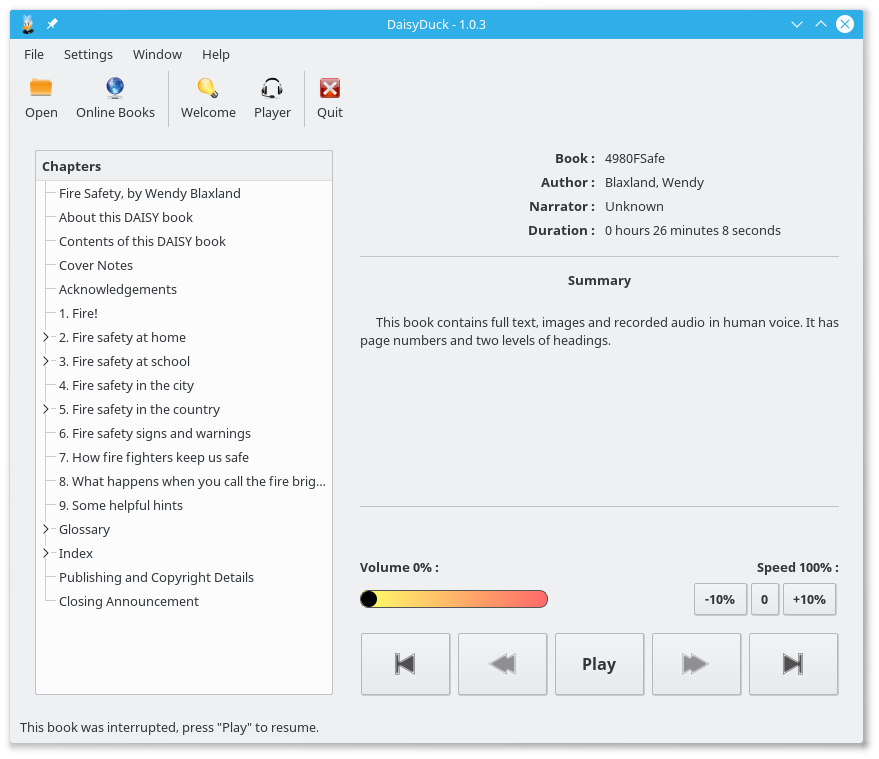 DaisyDuck - 1.0.3
File Settings Window Help
Open Online Books Welcome Player Quit
Chapters
Fire Safety, by Wendy Blaxland
About this DAISY book
Contents of this DAISY book
Cover Notes
Acknowledgements
1. Fire!
2. Fire safety at home
3. Fire safety at school
4. Fire safety in the city
5. Fire safety in the country
6. Fire safety signs and warnings
7. How fire fighters keep us safe
8. What happens when you call the fire brig...
9. Some helpful hints
Glossary
Index
Publishing and Copyright Details
Closing Announcement
Book : 4980FSafe
Author : Blaxland, Wendy
Narrator : Unknown
Duration : 0 hours 26 minutes 8 seconds
Summary
This book contains full text, images and recorded audio in human voice. It has
page numbers and two levels of headings.
Volume 0% : Speed 100% :
-10% 0 +10%
Play
This book was interrupted, press "Play" to resume.